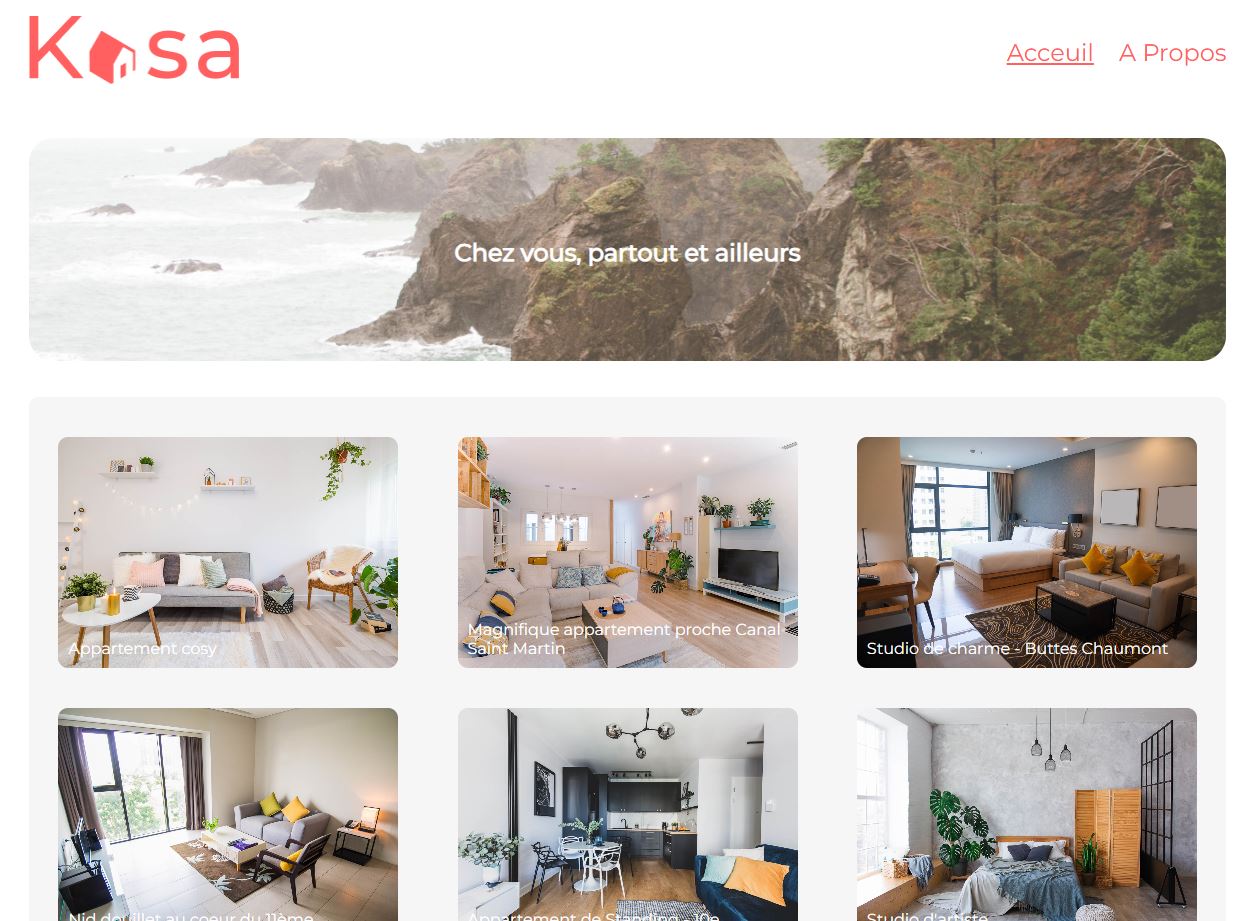 Kasa
Acceuil
A Propos
Chez vous, partout et ailleurs
Appartement cosy
Magnifique appartement proche Canal
Saint Martin
Studio de charme - Buttes Chaumont
Nid douillet au coeur du 11ème
Appartement de Standing - 10e
Studio d'artiste